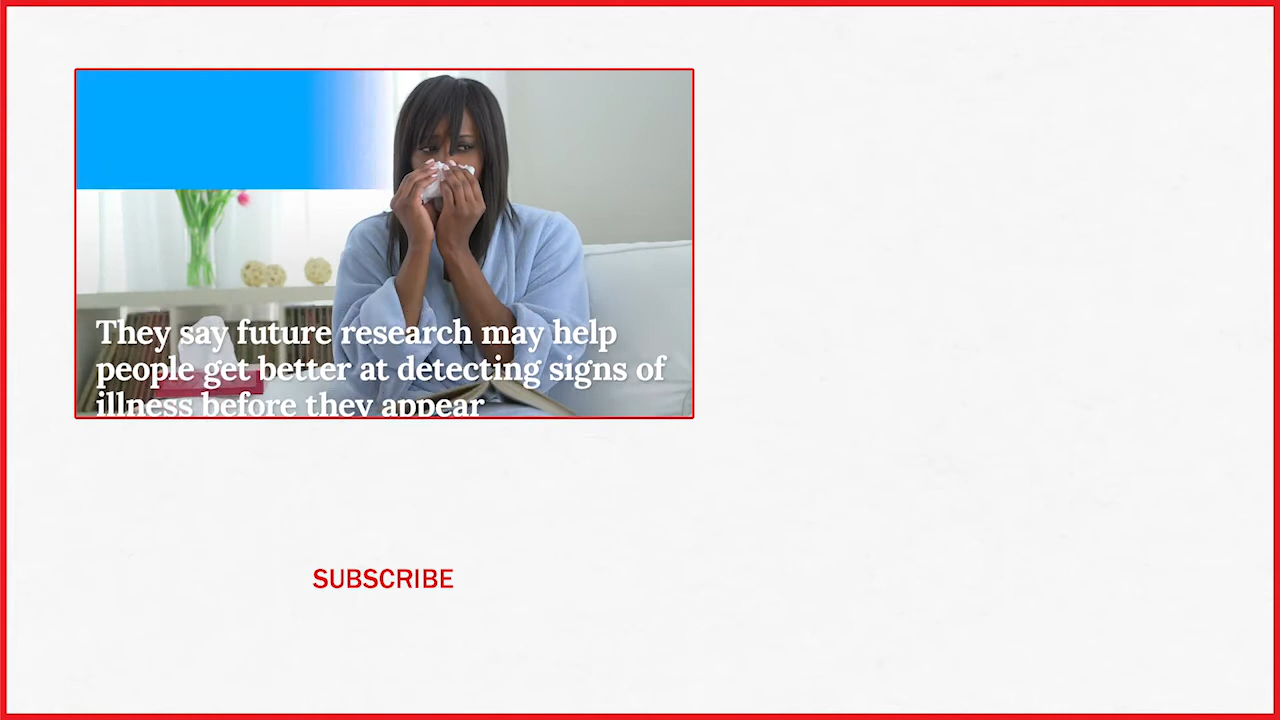 They say future research may help
people get better at detecting signs of
illness before they appear
SUBSCRIBE